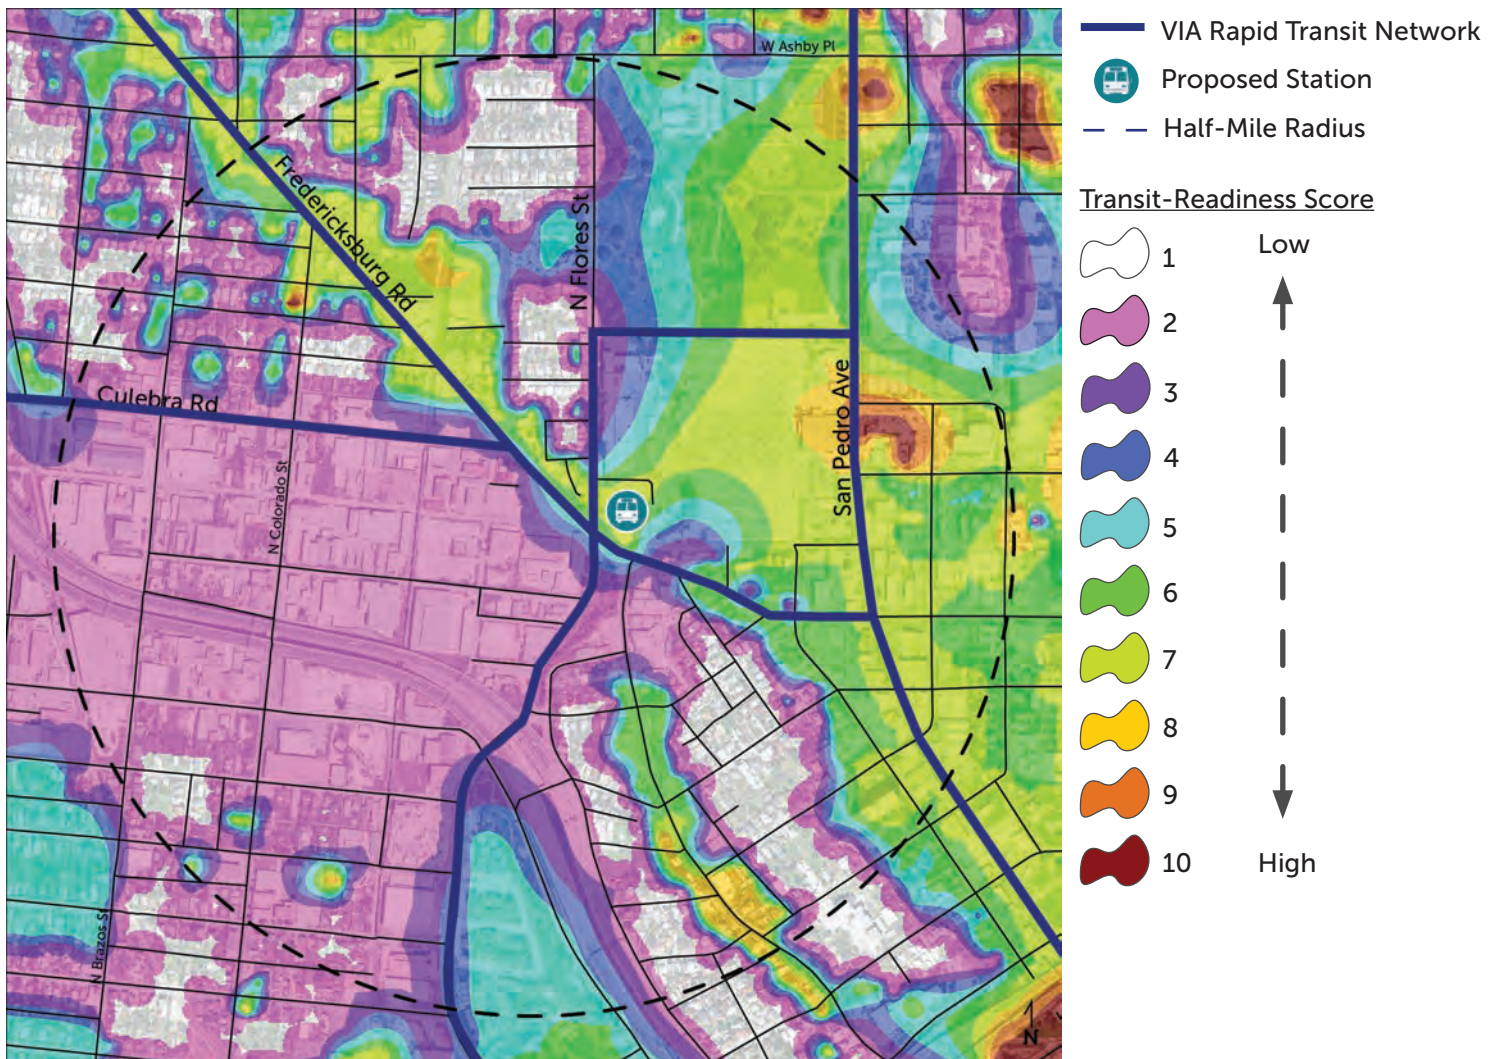 W Ashby Pl
Fredericksburg Rd
N Flores St
San Pedro Ave
Culebra Rd
N Colorado St
N Brazos St
N
VIA Rapid Transit Network
Proposed Station
Half-Mile Radius
Transit-Readiness Score
1
Low
2
3
4
5
6
7
8
9
10
High